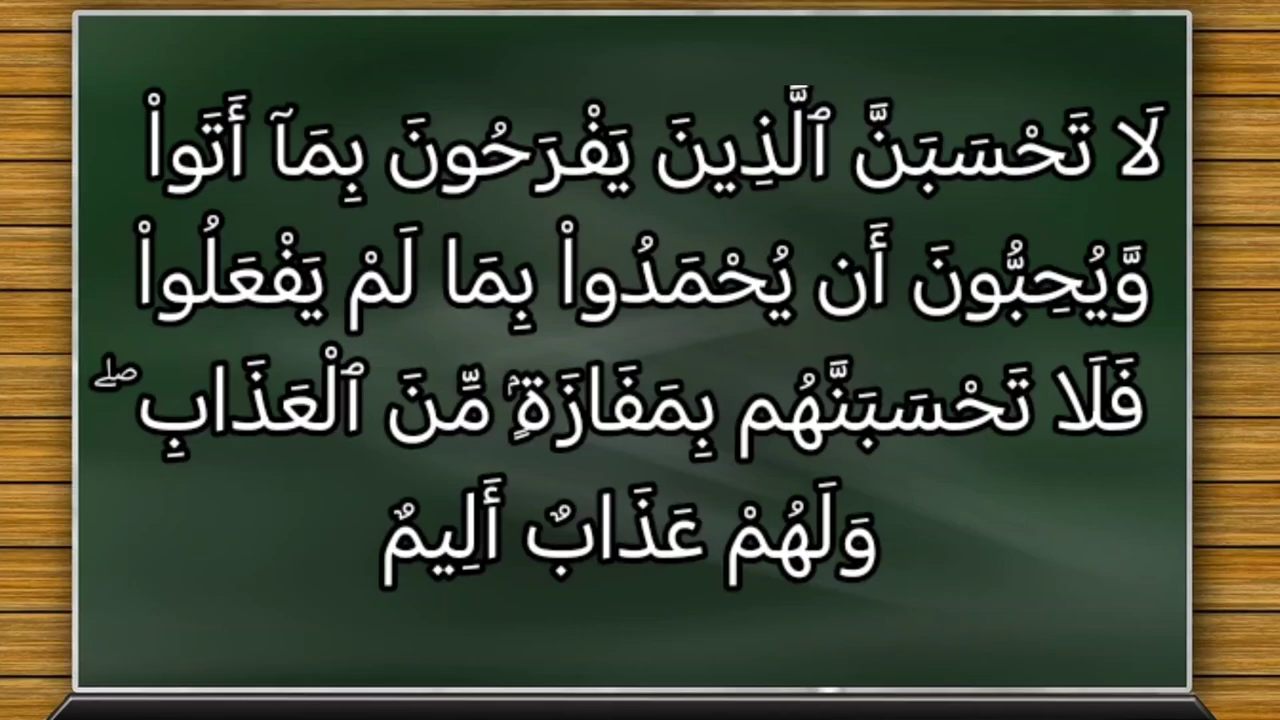 لَا تَحْسَبَنَّ ٱلَّذِينَ يَفْرَحُونَ بِمَآ أَتَواْ
وَّيُحِبُّونَ أَن يُحْمَدُواْ بِمَا لَمْ يَفْعَلُواْ
فَلَا تَحْسَبَنَّهُم بِمَفَازَةٍۢ مِّنَ ٱلْعَذَابِ ۖ
وَلَهُمْ عَذَابٌ أَلِيمٌ